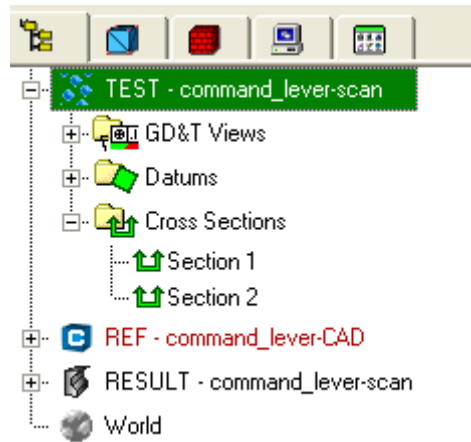 TEST - command_lever-scan
GD&T Views
Datums
Cross Sections
Section 1
Section 2
REF - command_lever-CAD
RESULT - command_lever-scan
World